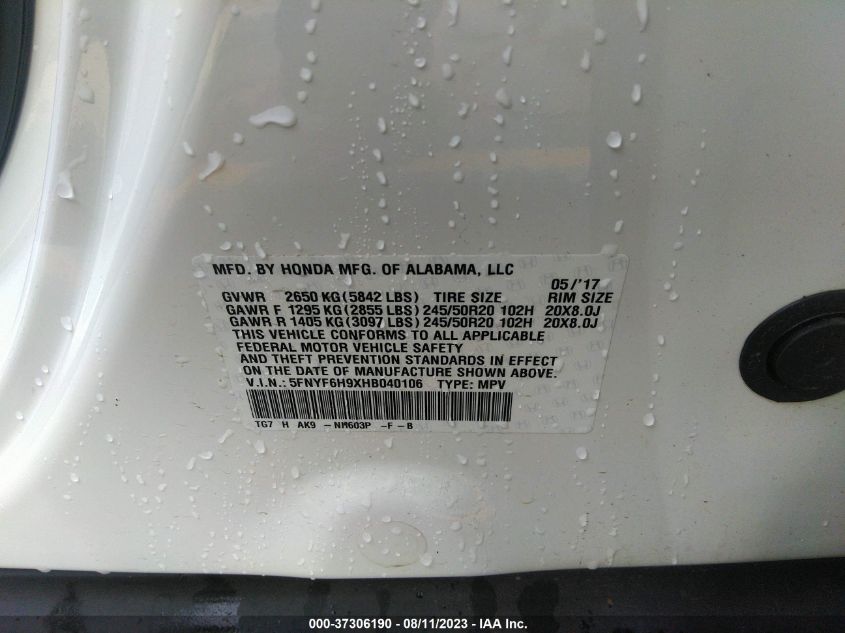 MFD. BY HONDA MFG. OF ALABAMA, LLC
05/'17
GVWR 2650 KG (5842 LBS) TIRE SIZE RIM SIZE
GAWR F 1295 KG (2855 LBS) 245/50R20 102H 20X8.0J
GAWR R 1405 KG (3097 LBS) 245/50R20 102H 20X8.0J
THIS VEHICLE CONFORMS TO ALL APPLICABLE
FEDERAL MOTOR VEHICLE SAFETY
AND THEFT PREVENTION STANDARDS IN EFFECT
ON THE DATE OF MANUFACTURE SHOWN ABOVE.
V.I.N.: 5FNYF6H9XHB040106 TYPE: MPV
TG7 H AK9 -NM603P -F-B
000-37306190 - 08/11/2023 - IAA Inc.